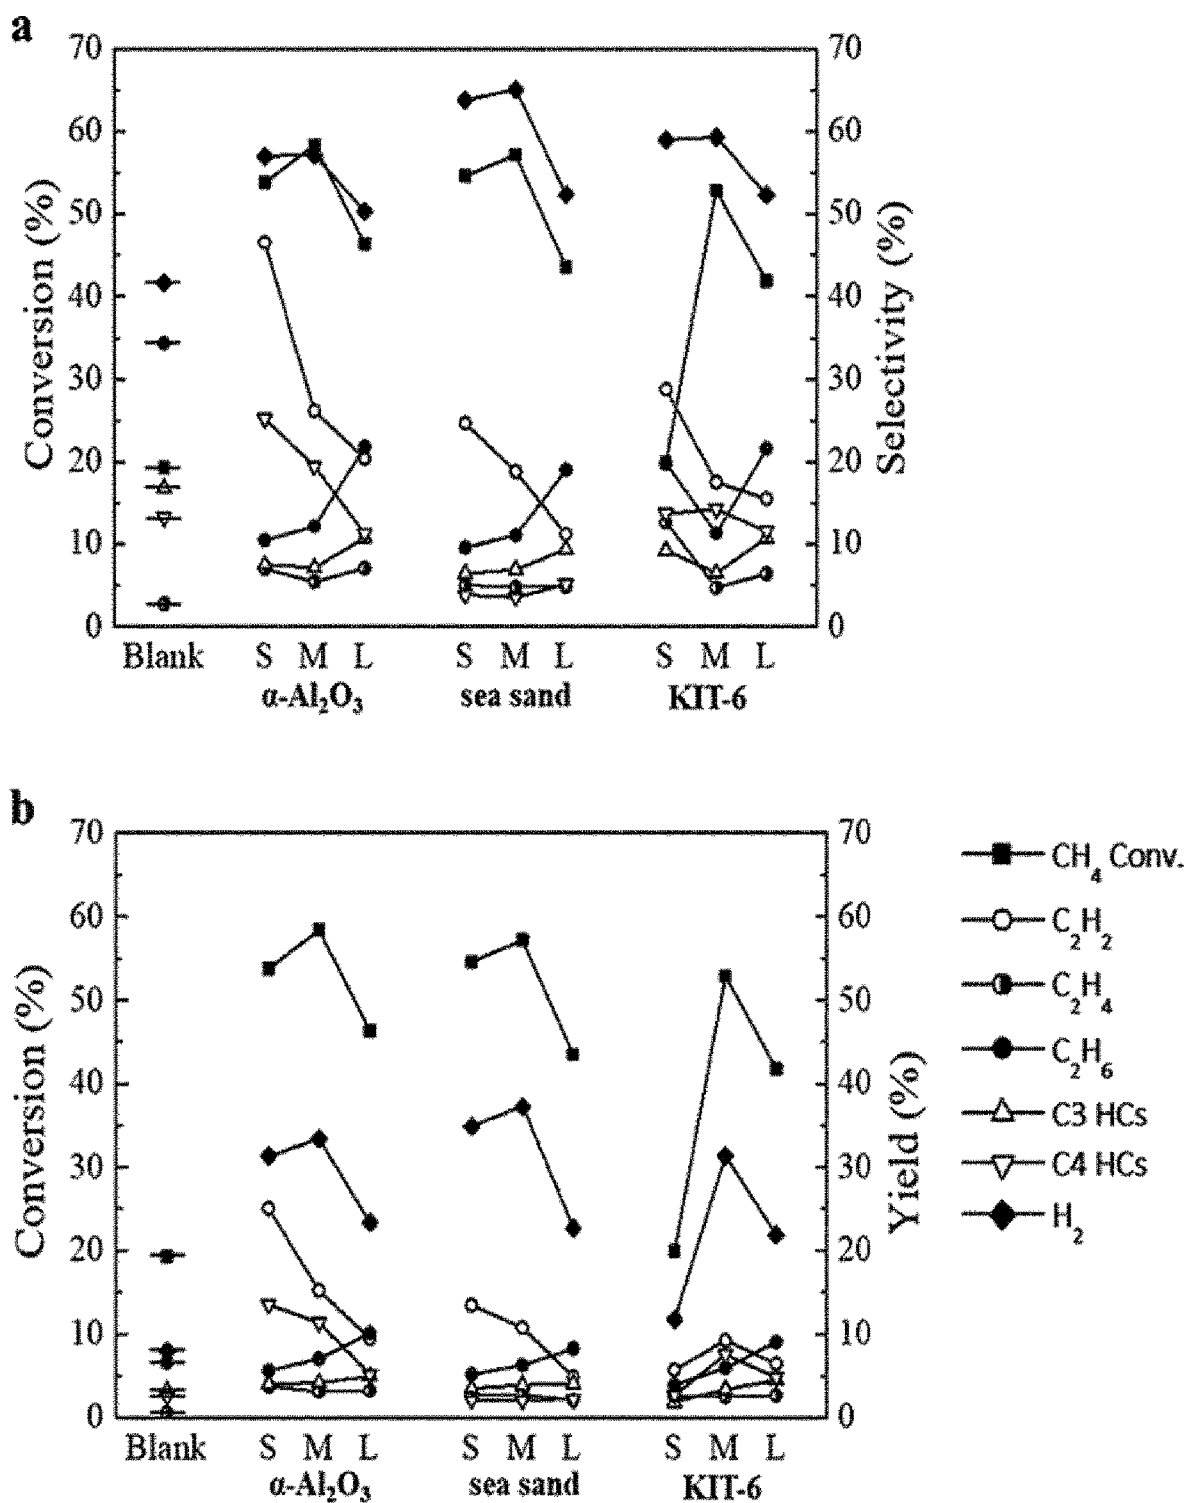 a
70 70
60 60
50 50
40 40
30 30
20 20
10 10
0 0
Conversion (%)
Selectivity (%)
Blank S M L S M L S M L
α-Al₂O₃ sea sand KIT-6
b
70 70
60 60
50 50
40 40
30 30
20 20
10 10
0 0
Conversion (%)
Yield (%)
Blank S M L S M L S M L
α-Al₂O₃ sea sand KIT-6
CH₄ Conv.
C₂H₂
C₂H₄
C₂H₆
C3 HCs
C4 HCs
H₂